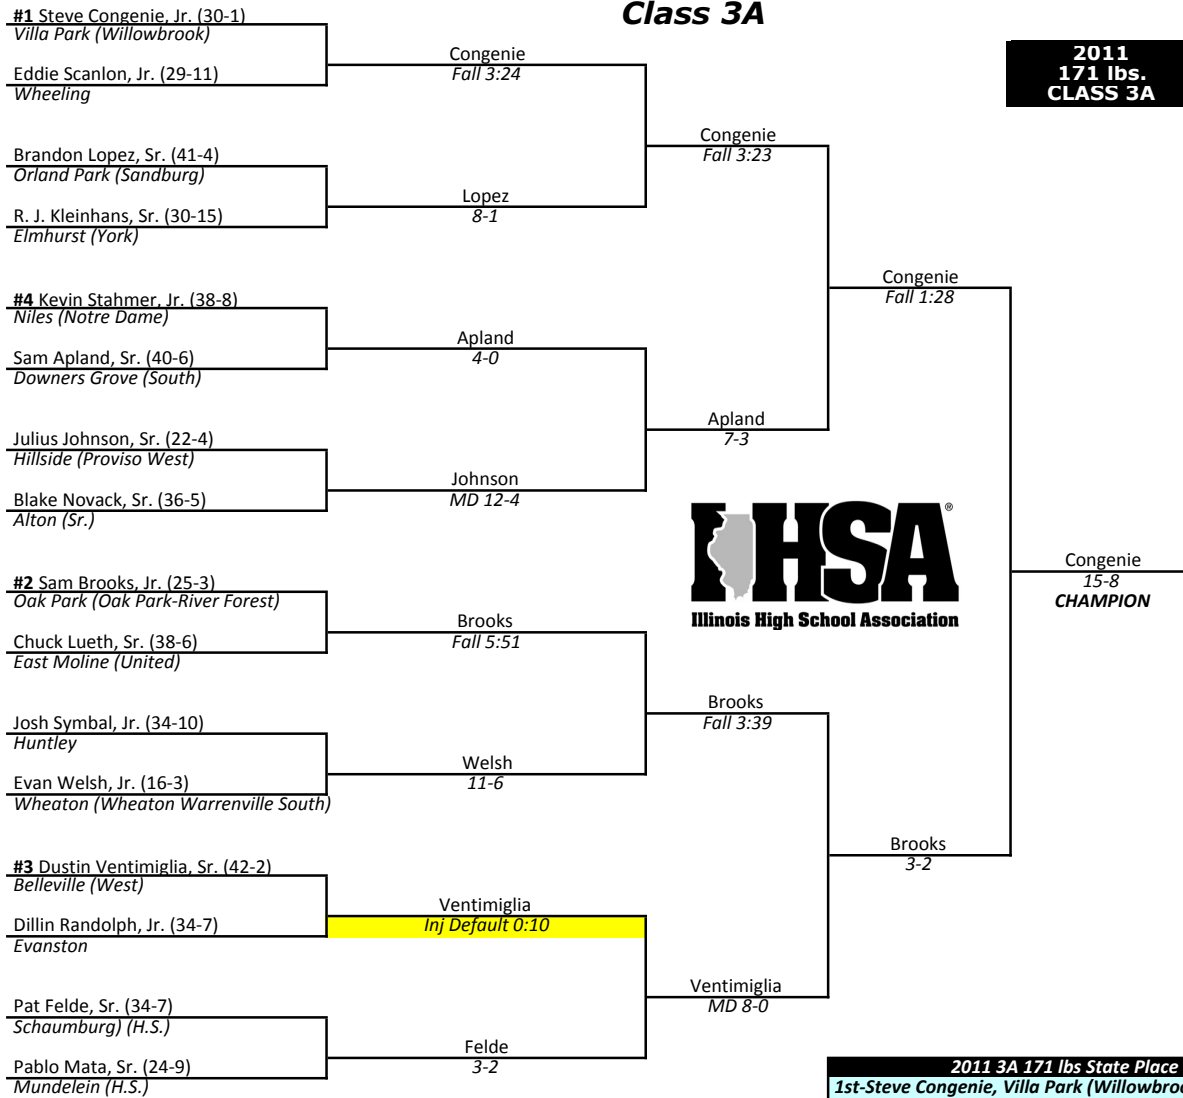 Class 3A
2011
171 lbs.
CLASS 3A
#1 Steve Congenie, Jr. (30-1)
Villa Park (Willowbrook)
Eddie Scanlon, Jr. (29-11)
Wheeling
Brandon Lopez, Sr. (41-4)
Orland Park (Sandburg)
R. J. Kleinhans, Sr. (30-15)
Elmhurst (York)
#4 Kevin Stahmer, Jr. (38-8)
Niles (Notre Dame)
Sam Apland, Sr. (40-6)
Downers Grove (South)
Julius Johnson, Sr. (22-4)
Hillside (Proviso West)
Blake Novack, Sr. (36-5)
Alton (Sr.)
#2 Sam Brooks, Jr. (25-3)
Oak Park (Oak Park-River Forest)
Chuck Lueth, Sr. (38-6)
East Moline (United)
Josh Symbal, Jr. (34-10)
Huntley
Evan Welsh, Jr. (16-3)
Wheaton (Wheaton Warrenville South)
#3 Dustin Ventimiglia, Sr. (42-2)
Belleville (West)
Dillin Randolph, Jr. (34-7)
Evanston
Pat Felde, Sr. (34-7)
Schaumburg) (H.S.)
Pablo Mata, Sr. (24-9)
Mundelein (H.S.)
Congenie
Fall 3:24
Lopez
8-1
Apland
4-0
Johnson
MD 12-4
Brooks
Fall 5:51
Welsh
11-6
Ventimiglia
Inj Default 0:10
Felde
3-2
Congenie
Fall 3:23
Apland
7-3
Brooks
Fall 3:39
Ventimiglia
MD 8-0
Congenie
Fall 1:28
Brooks
3-2
Congenie
15-8
CHAMPION
IHSA®
Illinois High School Association
2011 3A 171 lbs State Place
1st-Steve Congenie, Villa Park (Willowbroo